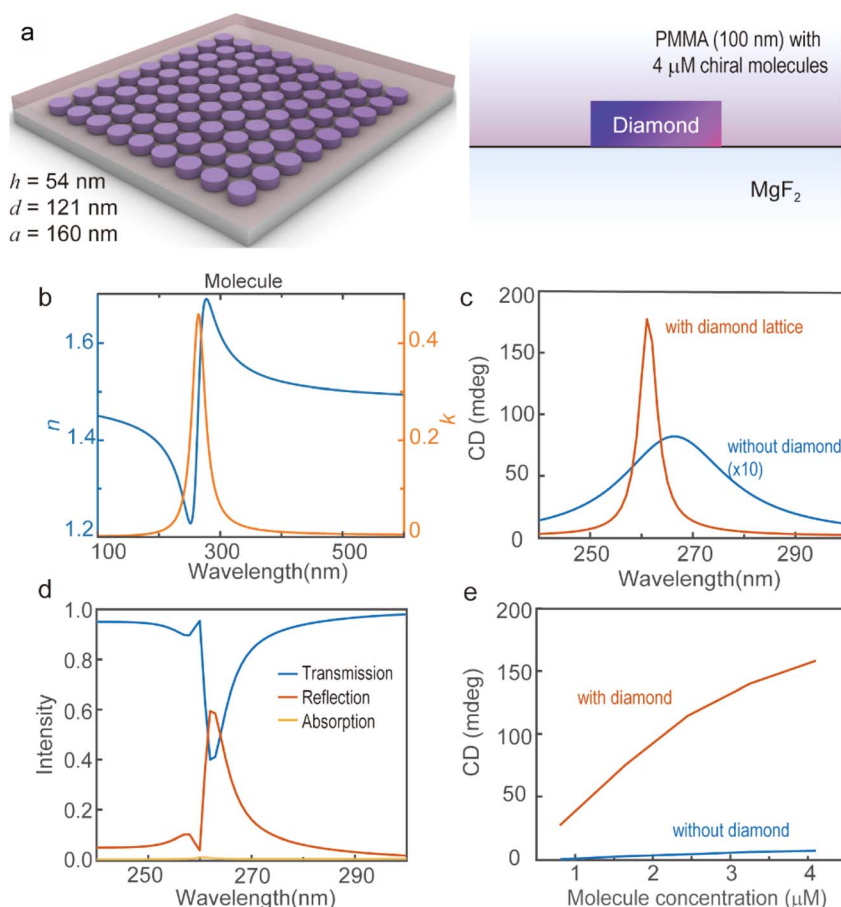 a
PMMA (100 nm) with
4 μM chiral molecules
Diamond
MgF₂
h = 54 nm
d = 121 nm
a = 160 nm
b
Molecule
n
k
1.6
1.4
1.2
0.4
0.2
0
100
300
500
Wavelength(nm)
c
CD (mdeg)
200
150
100
50
0
with diamond lattice
without diamond
(x10)
250
270
290
Wavelength(nm)
d
Intensity
1.0
0.8
0.6
0.4
0.2
0.0
Transmission
Reflection
Absorption
250
270
290
Wavelength(nm)
e
CD (mdeg)
200
150
100
50
0
with diamond
without diamond
1
2
3
4
Molecule concentration (μM)